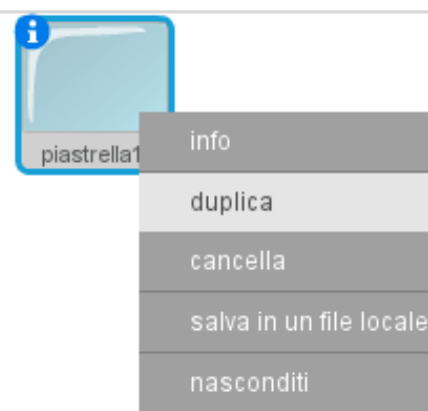 piastrella1
info
duplica
cancella
salva in un file locale
nasconditi